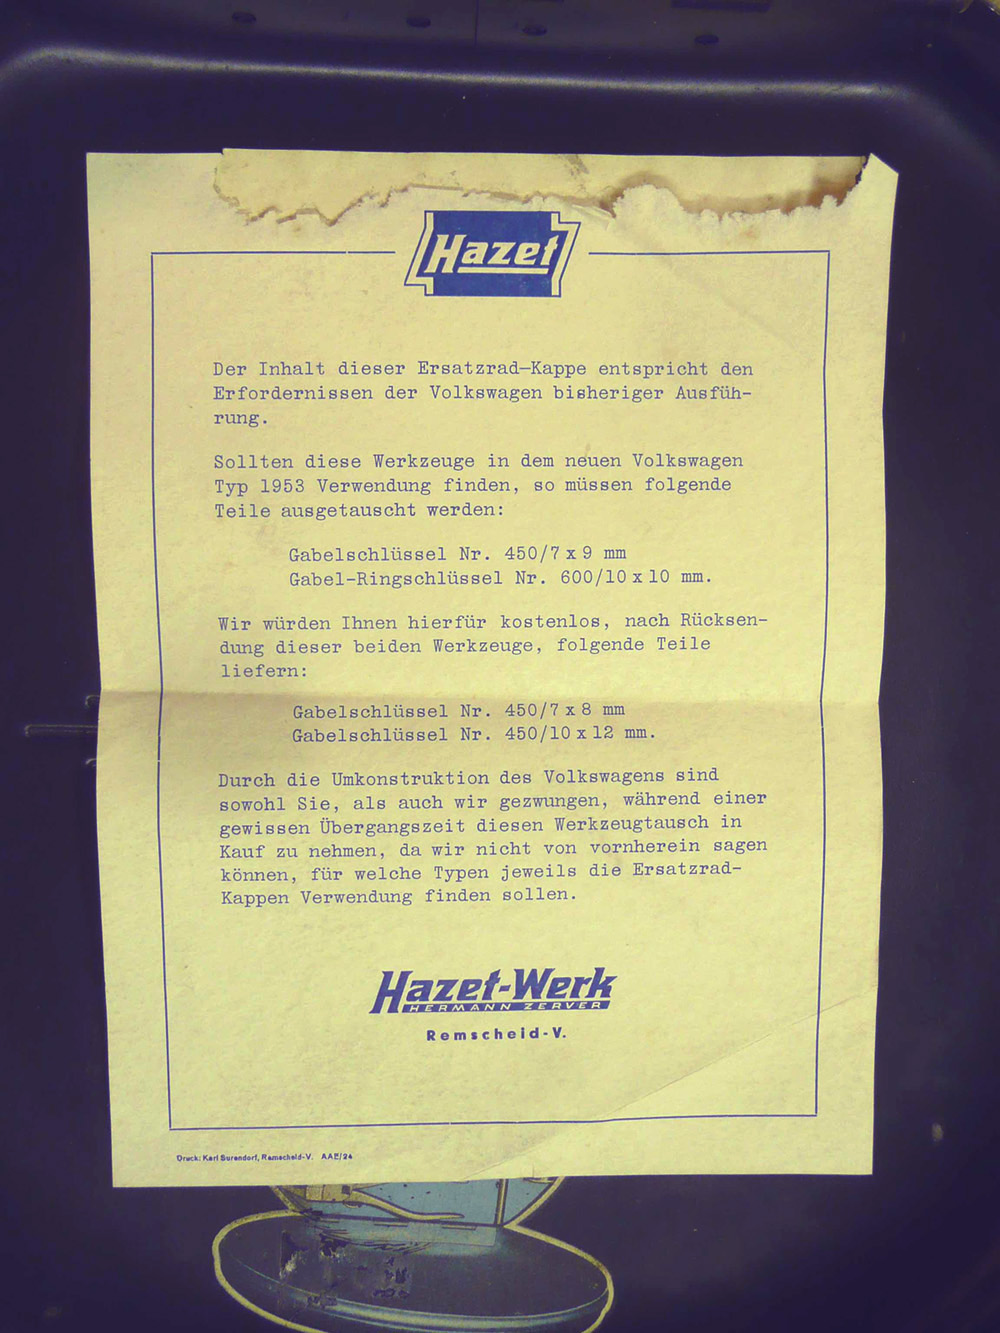 Hazet
Der Inhalt dieser Ersatzrad-Kappe entspricht den
Erfordernissen der Volkswagen bisheriger Ausfüh-
rung.
Sollten diese Werkzeuge in dem neuen Volkswagen
Typ 1953 Verwendung finden, so müssen folgende
Teile ausgetauscht werden:
Gabelschlüssel Nr. 450/7 x 9 mm
Gabel-Ringschlüssel Nr. 600/10 x 10 mm.
Wir würden Ihnen hierfür kostenlos, nach Rücksen-
dung dieser beiden Werkzeuge, folgende Teile
liefern:
Gabelschlüssel Nr. 450/7 x 8 mm
Gabelschlüssel Nr. 450/10 x 12 mm.
Durch die Umkonstruktion des Volkswagens sind
sowohl Sie, als auch wir gezwungen, während einer
gewissen Übergangszeit diesen Werkzeugtausch in
Kauf zu nehmen, da wir nicht von vornherein sagen
können, für welche Typen jeweils die Ersatzrad-
Kappen Verwendung finden sollen.
Hazet-Werk
HERMANN ZERVER
Remscheid-V.
Druck: Karl Surendorf, Remscheid-V. AAE/24